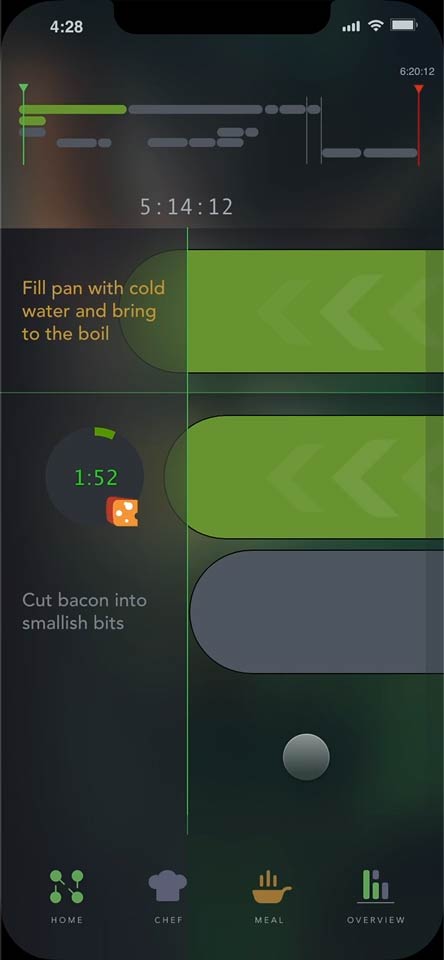 4:28
6:20:12
5:14:12
Fill pan with cold
water and bring
to the boil
1:52
Cut bacon into
smallish bits
HOME
CHEF
MEAL
OVERVIEW